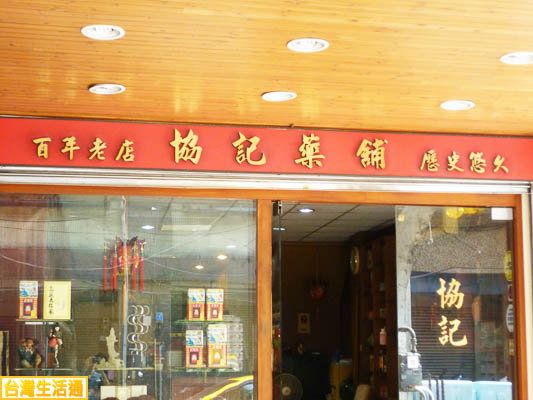 百年老店 協記藥舖 歷史悠久
協記
台灣生活通